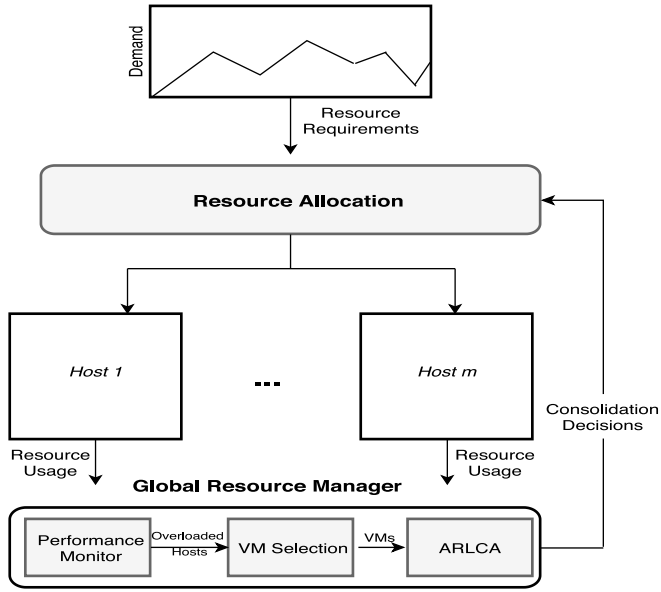 Demand
Resource
Requirements
Resource Allocation
Host 1
...
Host m
Consolidation
Decisions
Resource
Usage
Resource
Usage
Global Resource Manager
Performance
Monitor
Overloaded
Hosts
VM Selection
VMs
ARLCA